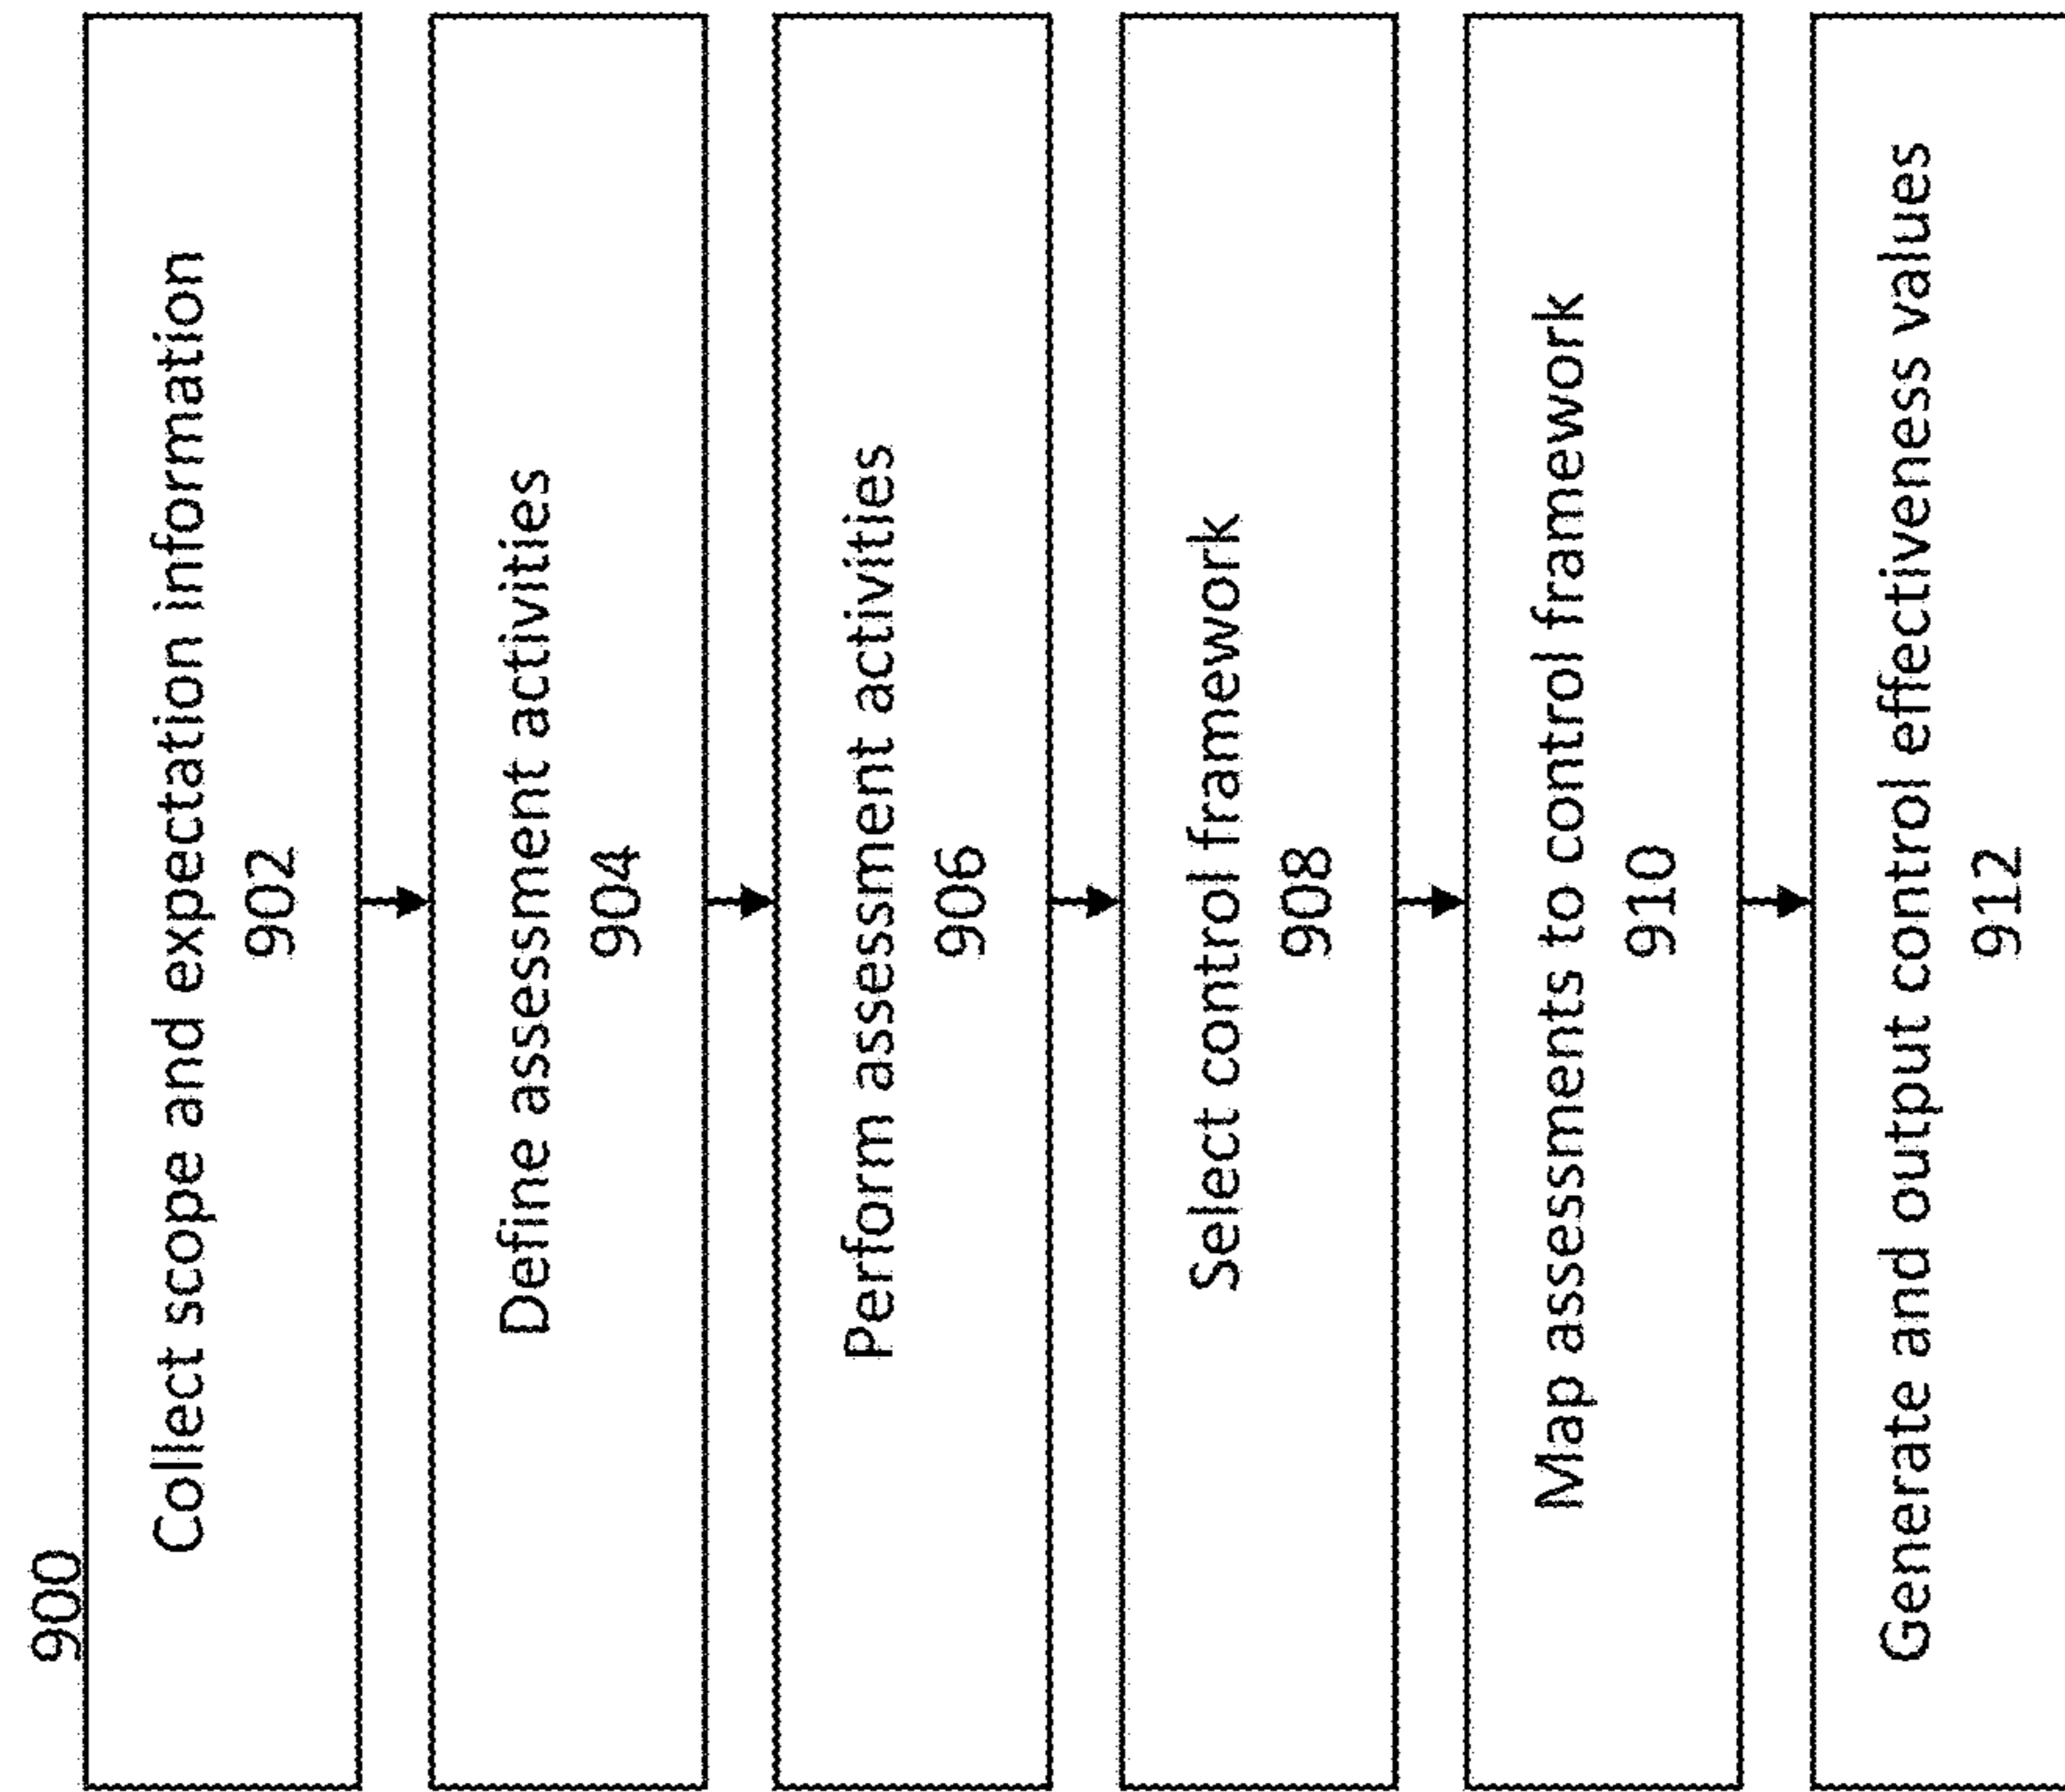 900
Collect scope and expectation information
902
Define assessment activities
904
Perform assessment activities
906
Select control framework
908
Map assessments to control framework
910
Generate and output control effectiveness values
912